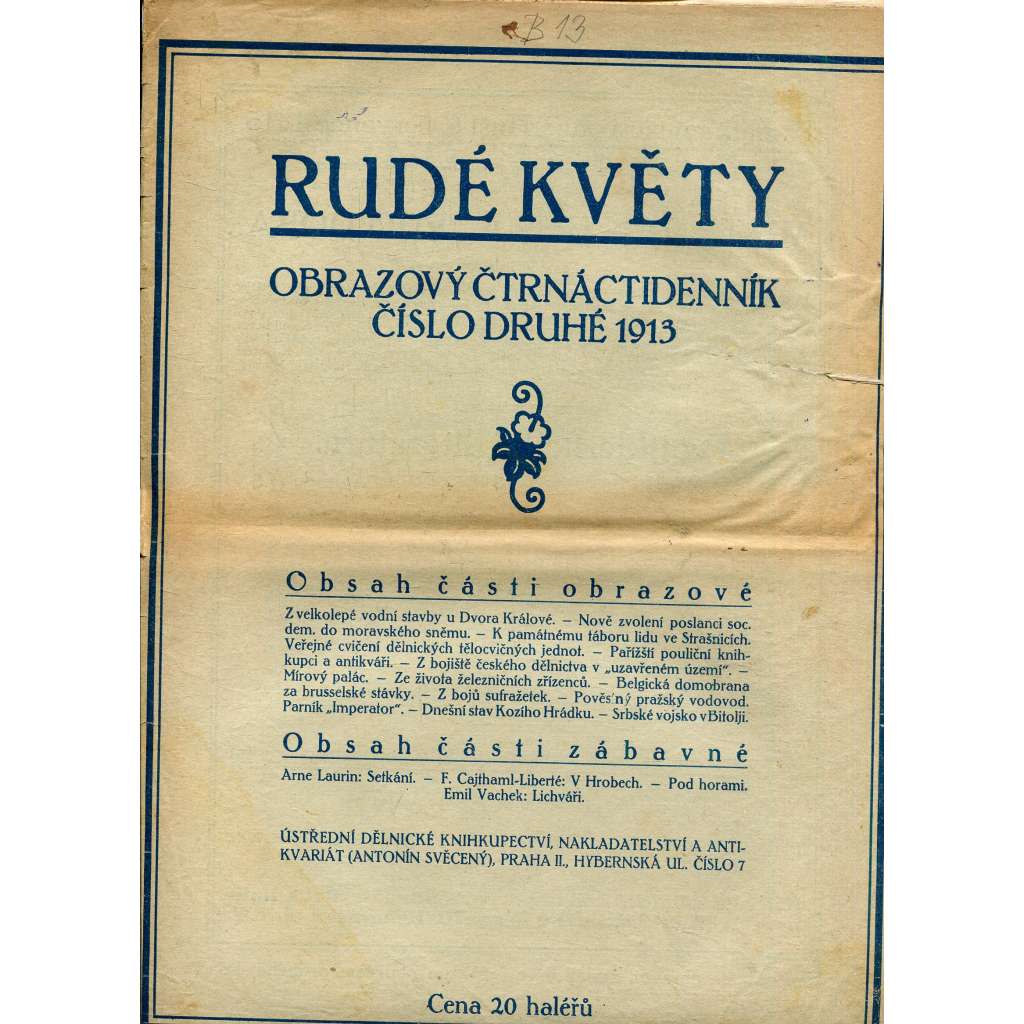 B 13
RUDÉ KVĚTY
OBRAZOVÝ ČTRNÁCTIDENNÍK
ČÍSLO DRUHÉ 1913
Obsah části obrazové
Z velkolepé vodní stavby u Dvora Králové. – Nově zvolení poslanci soc.
dem. do moravského sněmu. – K památnému táboru lidu ve Strašnicích.
Veřejné cvičení dělnických tělocvičných jednot. – Pařížští pouliční knih-
kupci a antikváři. – Z bojiště českého dělnictva v „uzavřeném území“. –
Mírový palác. – Ze života železničních zřízenců. – Belgická domobrana
za brusselské stávky. – Z bojů sufražetek. – Pověstný pražský vodovod.
Parník „Imperator“. – Dnešní stav Kozího Hrádku. – Srbské vojsko v Bitolji.
Obsah části zábavné
Arne Laurin: Setkání. – F. Cajthaml-Liberté: V Hrobech. – Pod horami.
Emil Vachek: Lichváři.
ÚSTŘEDNÍ DĚLNICKÉ KNIHKUPECTVÍ, NAKLADATELSTVÍ A ANTI-
KVARIÁT (ANTONÍN SVĚCENÝ), PRAHA II., HYBERNSKÁ UL. ČÍSLO 7
Cena 20 haléřů